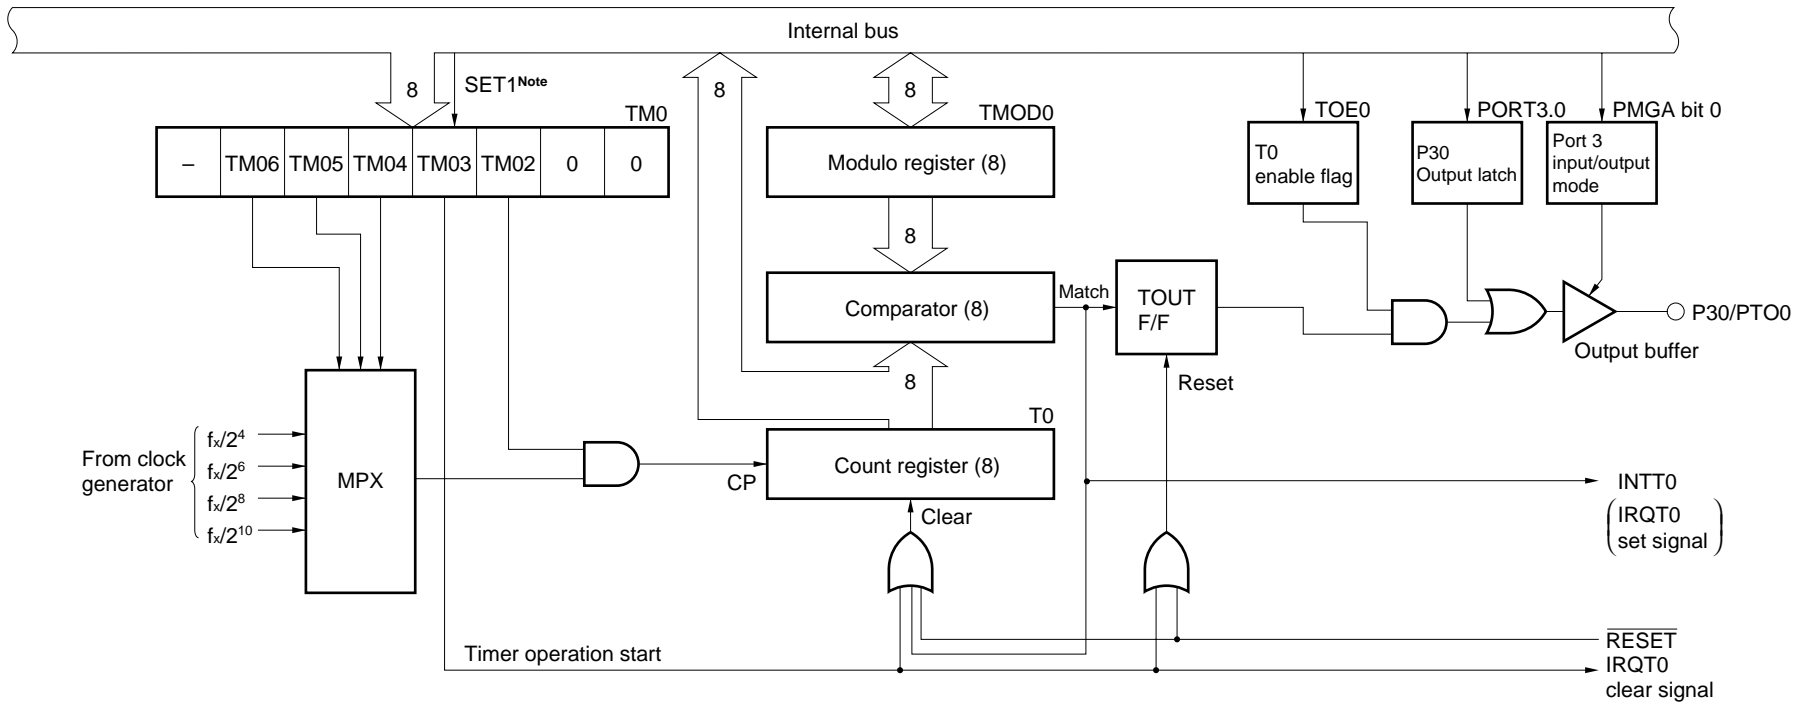 Internal bus
8
SET1Note
8
8
TM0
TMOD0
TOE0
PORT3.0
PMGA bit 0
– TM06 TM05 TM04 TM03 TM02 0 0
Modulo register (8)
T0
enable flag
P30
Output latch
Port 3
input/output
mode
8
Comparator (8)
Match
TOUT
F/F
P30/PTO0
Output buffer
8
Reset
T0
From clock
generator
fx/2⁴
fx/2⁶
fx/2⁸
fx/2¹⁰
MPX
CP
Count register (8)
Clear
INTT0
(IRQT0
set signal)
Timer operation start
RESET
IRQT0
clear signal